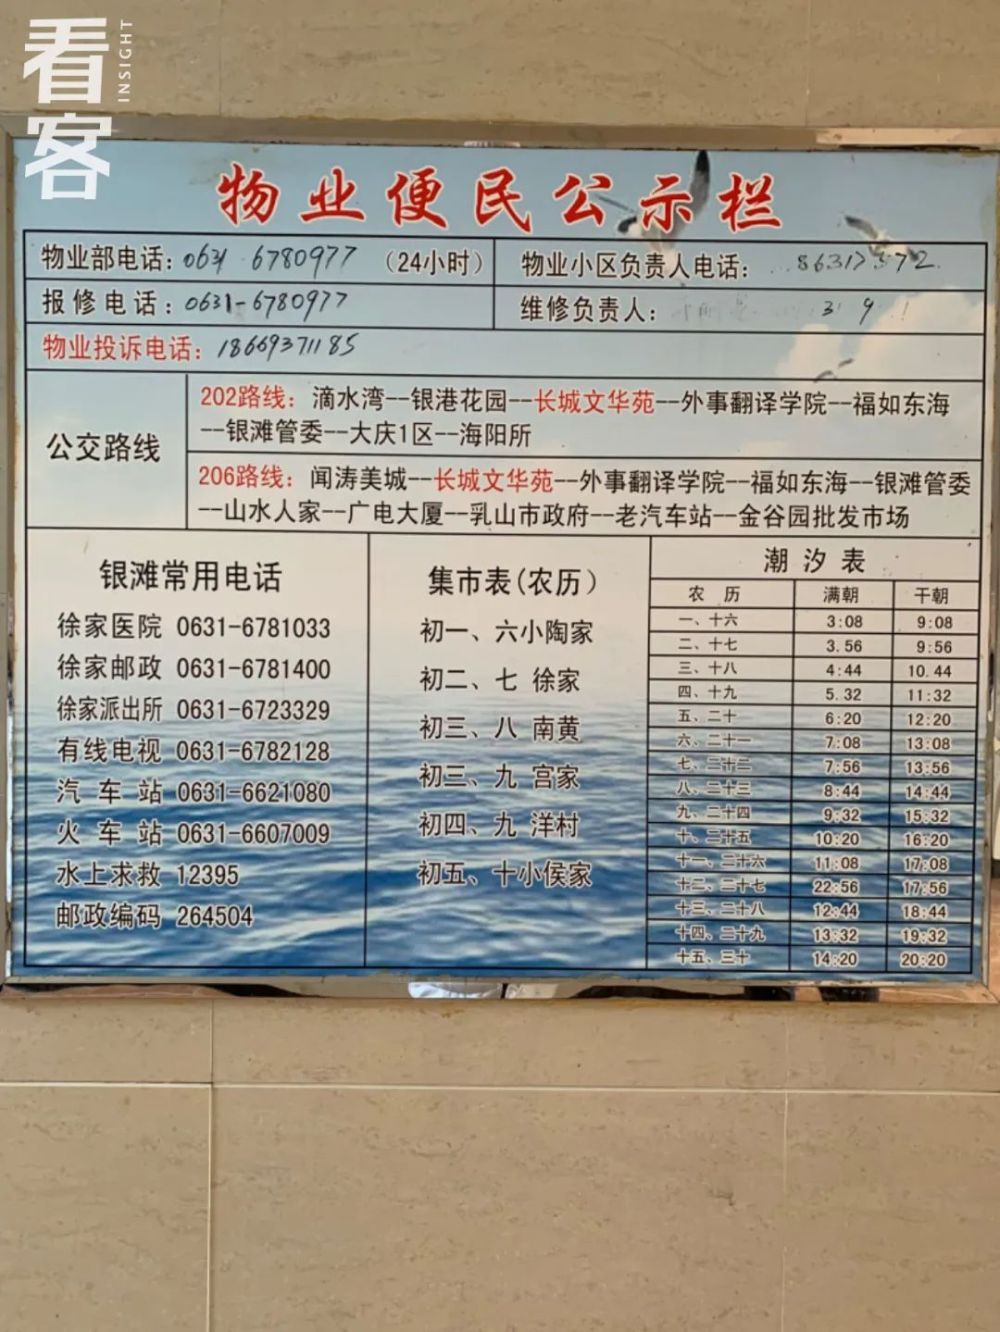 看客
INSIGHT
物业便民公示栏
物业部电话：0631 6780977 （24小时）
物业小区负责人电话：
报修电话：0631-6780977
维修负责人：
物业投诉电话：18669371185
公交路线
202路线：滴水湾--银港花园--长城文华苑--外事翻译学院--福如东海
--银滩管委--大庆1区--海阳所
206路线：闻涛美城--长城文华苑--外事翻译学院--福如东海--银滩管委
--山水人家--广电大厦--乳山市政府--老汽车站--金谷园批发市场
银滩常用电话
徐家医院 0631-6781033
徐家邮政 0631-6781400
徐家派出所 0631-6723329
有线电视 0631-6782128
汽车站 0631-6621080
火车站 0631-6607009
水上求救 12395
邮政编码 264504
集市表(农历）
初一、六小陶家
初二、七 徐家
初三、八 南黄
初三、九 宫家
初四、九 洋村
初五、十小侯家
潮汐表
农历 满朝 干朝
一、十六 3:08 9:08
二、十七 3.56 9:56
三、十八 4:44 10.44
四、十九 5.32 11:32
五、二十 6:20 12:20
六、二十一 7:08 13:08
七、二十二 7:56 13:56
八、二十三 8:44 14:44
九、二十四 9:32 15:32
十、二十五 10:20 16:20
十一、二十六 11:08 17:08
十二、二十七 22:56 17:56
十三、二十八 12:44 18:44
十四、二十九 13:32 19:32
十五、三十 14:20 20:20